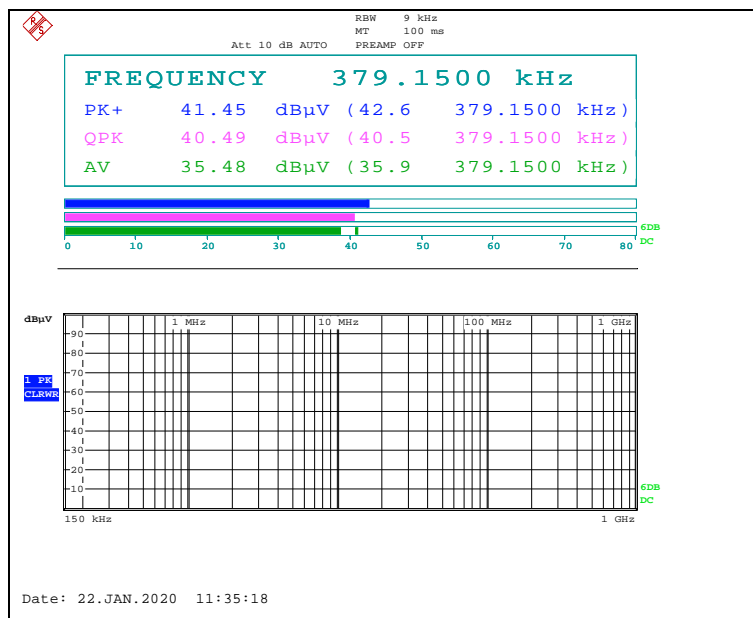 R S
RBW 9 kHz
MT 100 ms
Att 10 dB AUTO PREAMP OFF
FREQUENCY 379.1500 kHz
PK+ 41.45 dBµV (42.6 379.1500 kHz)
QPK 40.49 dBµV (40.5 379.1500 kHz)
AV 35.48 dBµV (35.9 379.1500 kHz)
6DB
0 10 20 30 40 50 60 70 80 DC
dBµV 1 MHz 10 MHz 100 MHz 1 GHz
90
80
70
1 PK
60
CLRWR
50
40
30
20
10 6DB
DC
150 kHz 1 GHz
Date: 22.JAN.2020 11:35:18